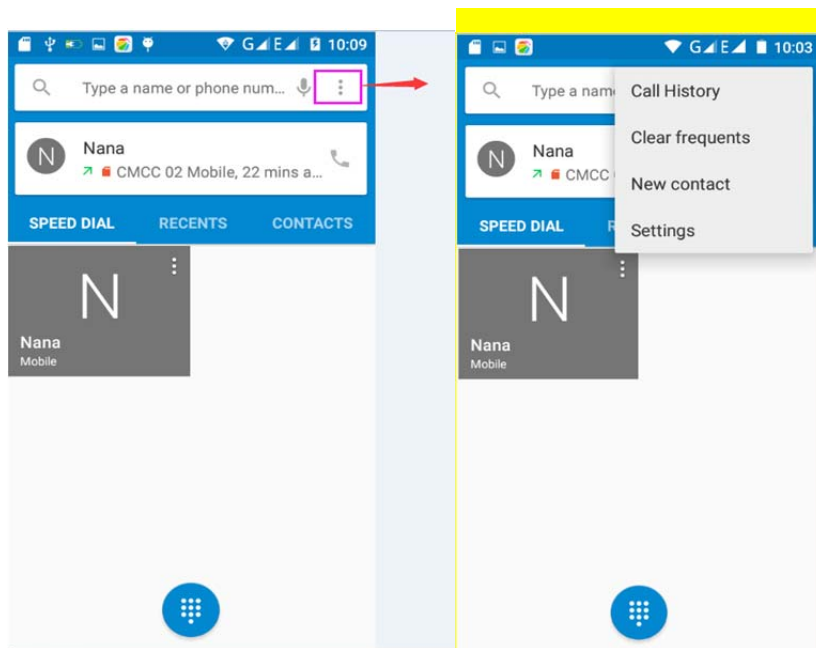 G E 10:09
Type a name or phone num...
N
Nana
CMCC 02 Mobile, 22 mins a...
SPEED DIAL RECENTS CONTACTS
N
Nana
Mobile
G E 10:03
Type a nam
Call History
Clear frequents
New contact
Settings
N
Nana
CMCC
SPEED DIAL R
N
Nana
Mobile